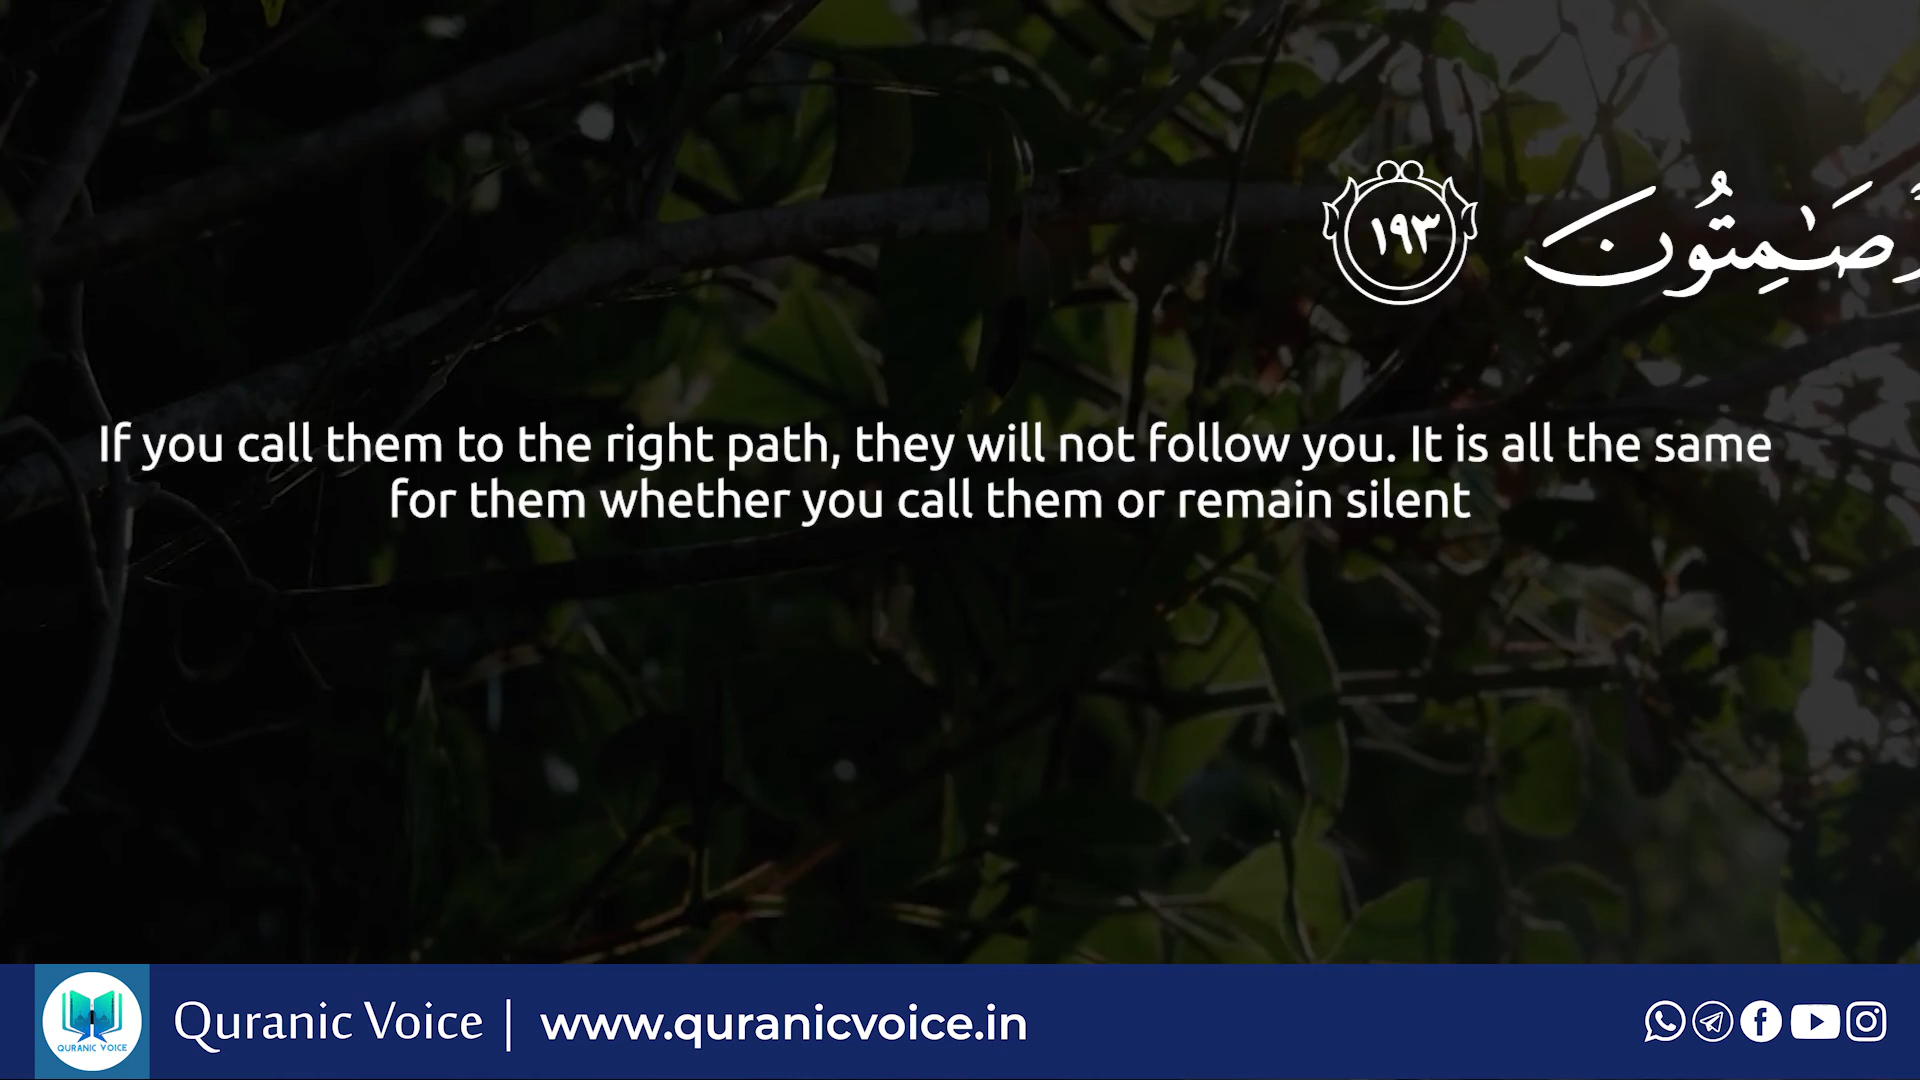 صَـٰمِتُونَ ١٩٣
If you call them to the right path, they will not follow you. It is all the same
for them whether you call them or remain silent
QURANIC VOICE
Quranic Voice | www.quranicvoice.in